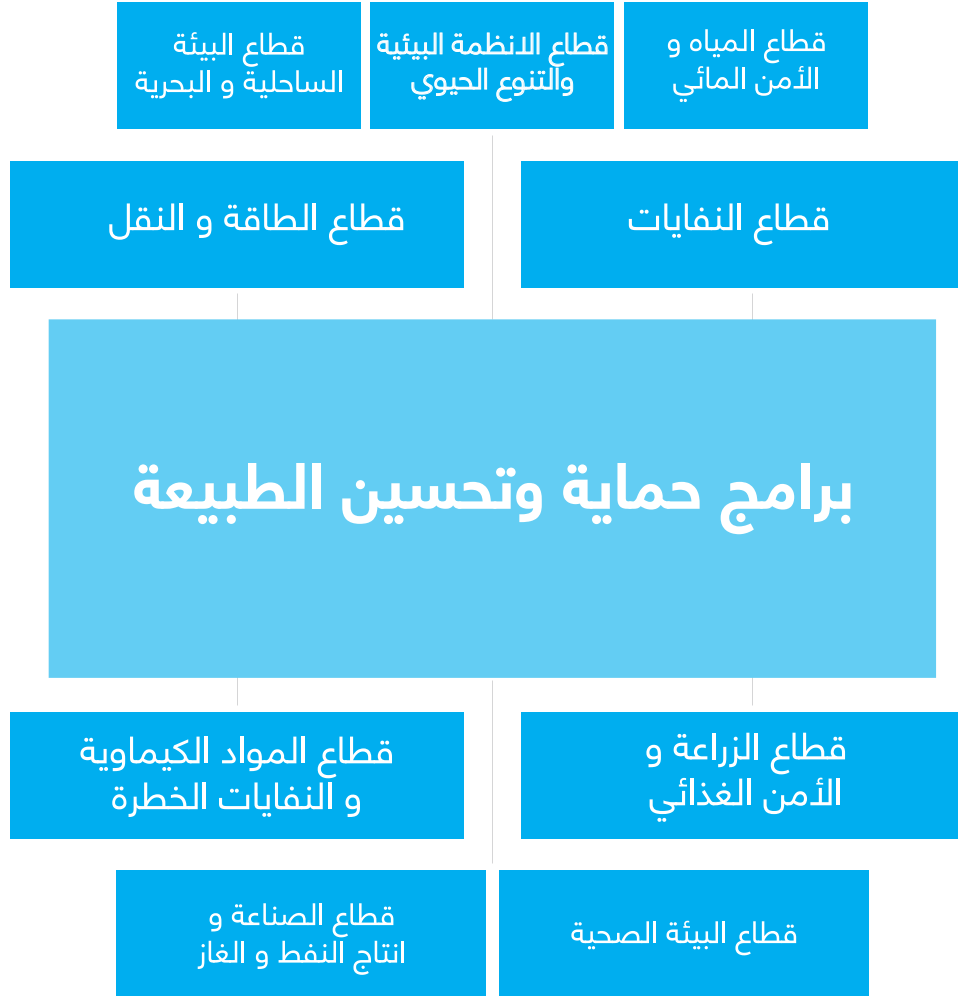 قطاع المياه و
الأمن المائي
قطاع الانظمة البيئية
والتنوع الحيوي
قطاع البيئة
الساحلية و البحرية
قطاع النفايات
قطاع الطاقة و النقل
برامج حماية وتحسين الطبيعة
قطاع الزراعة و
الأمن الغذائي
قطاع المواد الكيماوية
و النفايات الخطرة
قطاع البيئة الصحية
قطاع الصناعة و
انتاج النفط و الغاز